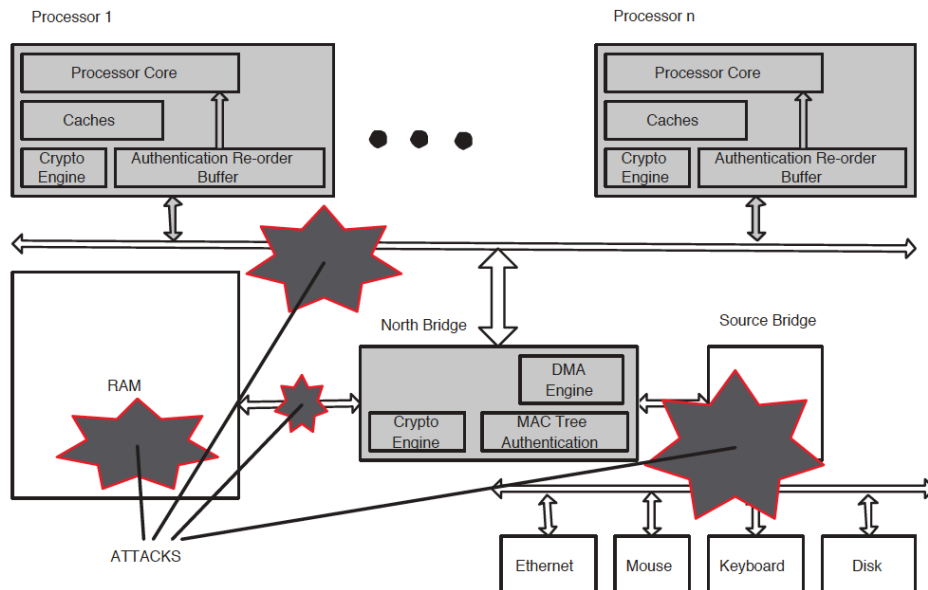 Processor 1
Processor n
Processor Core
Caches
Crypto
Engine
Authentication Re-order
Buffer
Processor Core
Caches
Crypto
Engine
Authentication Re-order
Buffer
North Bridge
Source Bridge
RAM
DMA
Engine
Crypto
Engine
MAC Tree
Authentication
ATTACKS
Ethernet
Mouse
Keyboard
Disk